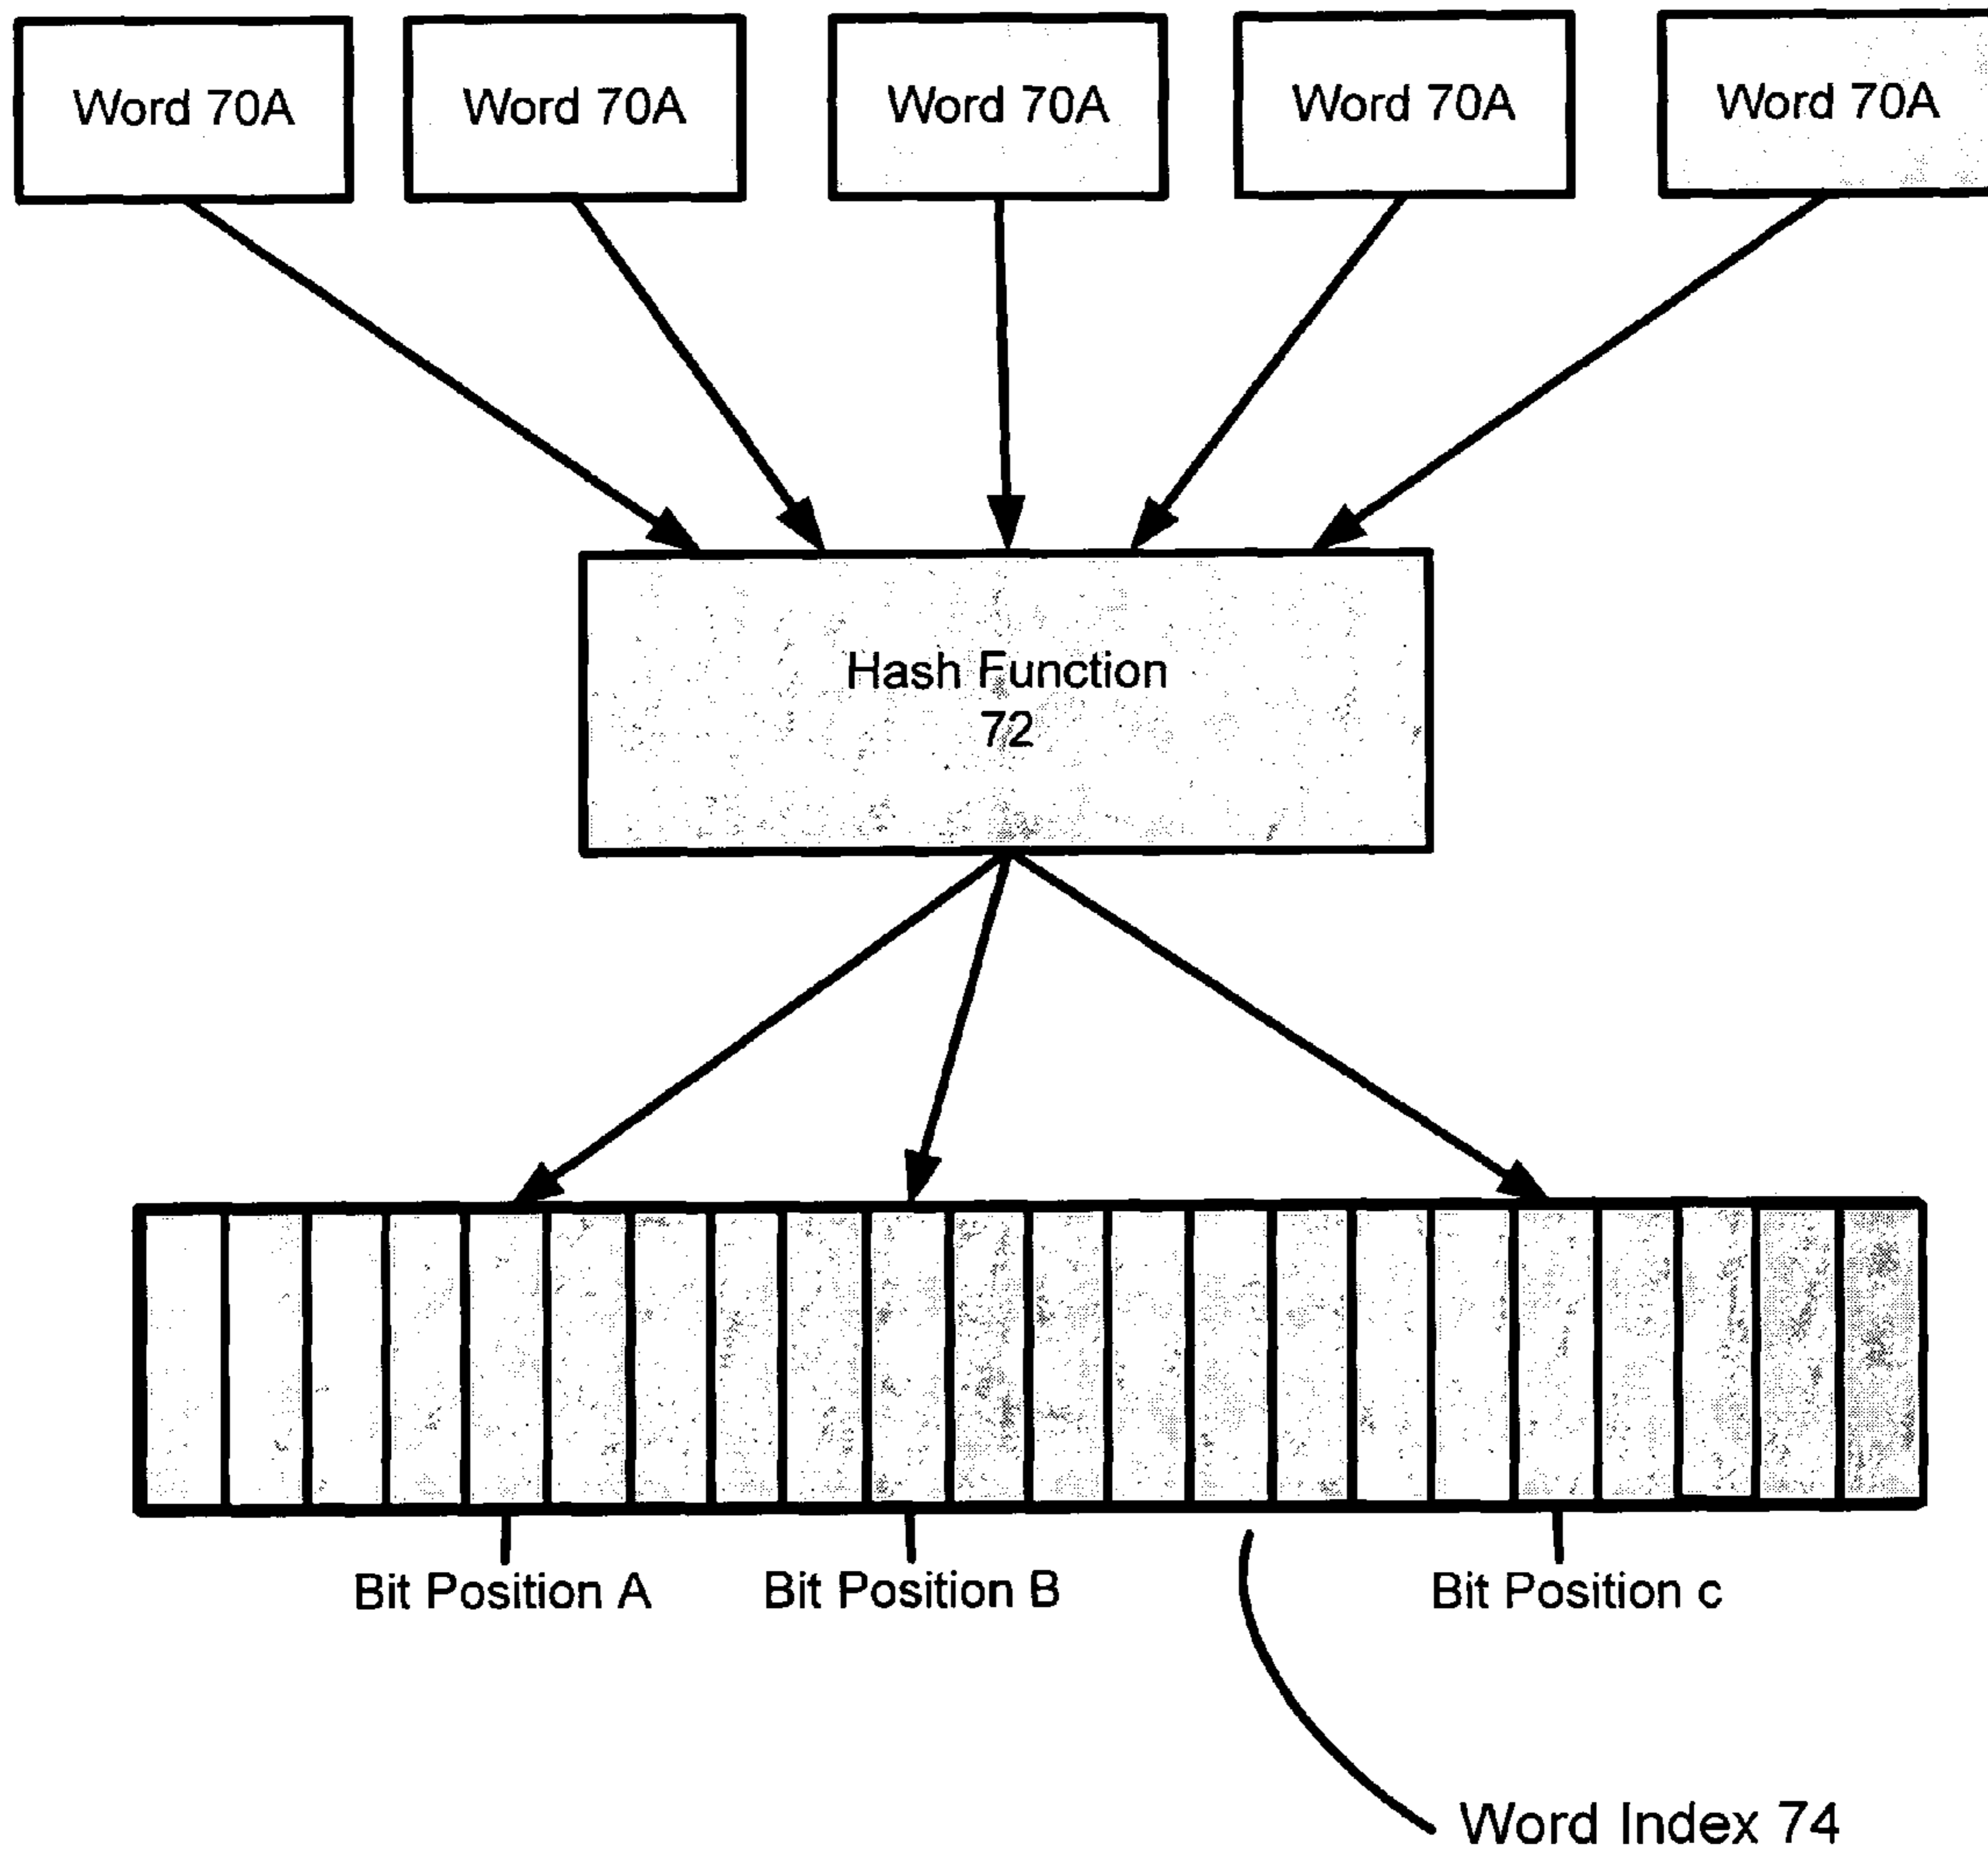 Word 70A
Word 70A
Word 70A
Word 70A
Word 70A
Hash Function
72
Bit Position A
Bit Position B
Bit Position c
Word Index 74